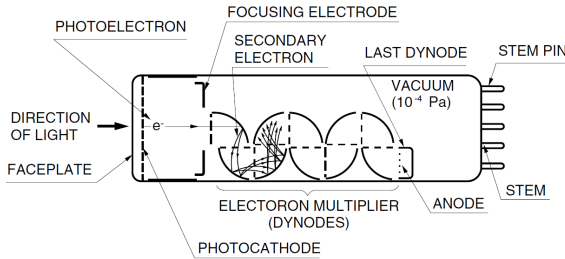 FOCUSING ELECTRODE
PHOTOELECTRON
SECONDARY
ELECTRON
LAST DYNODE
STEM PIN
VACUUM
(10⁻⁴ Pa)
DIRECTION
OF LIGHT
e-
FACEPLATE
STEM
ELECTORON MULTIPLIER
(DYNODES)
ANODE
PHOTOCATHODE